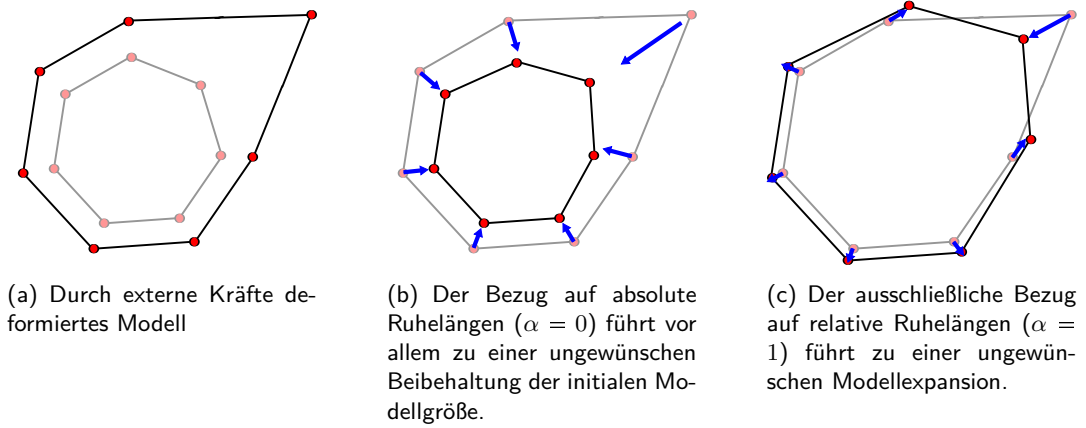 (a) Durch externe Kräfte de-
formiertes Modell
(b) Der Bezug auf absolute
Ruhelängen (α = 0) führt vor
allem zu einer ungewünschen
Beibehaltung der initialen Mo-
dellgröße.
(c) Der ausschließliche Bezug
auf relative Ruhelängen (α =
1) führt zu einer ungewün-
schen Modellexpansion.